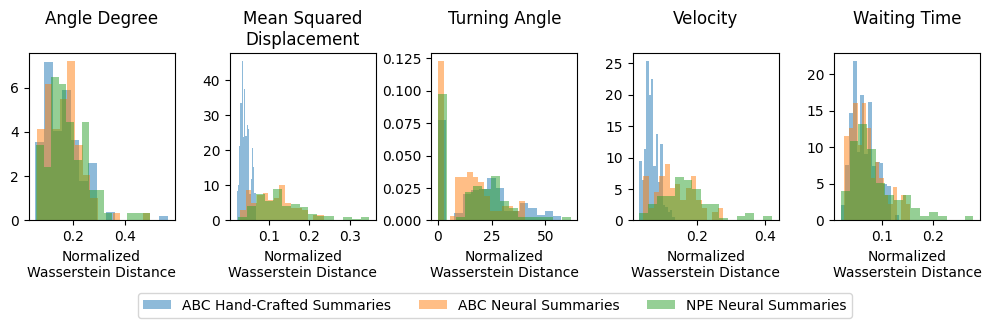 Angle Degree
Mean Squared
Displacement
Turning Angle
Velocity
Waiting Time
6
4
2
0
0.2 0.4
Normalized
Wasserstein Distance
40
30
20
10
0
0.1 0.2 0.3
Normalized
Wasserstein Distance
0.125
0.100
0.075
0.050
0.025
0.000
0 25 50
Normalized
Wasserstein Distance
25
20
15
10
5
0
0.2 0.4
Normalized
Wasserstein Distance
20
15
10
5
0
0.1 0.2
Normalized
Wasserstein Distance
ABC Hand-Crafted Summaries
ABC Neural Summaries
NPE Neural Summaries